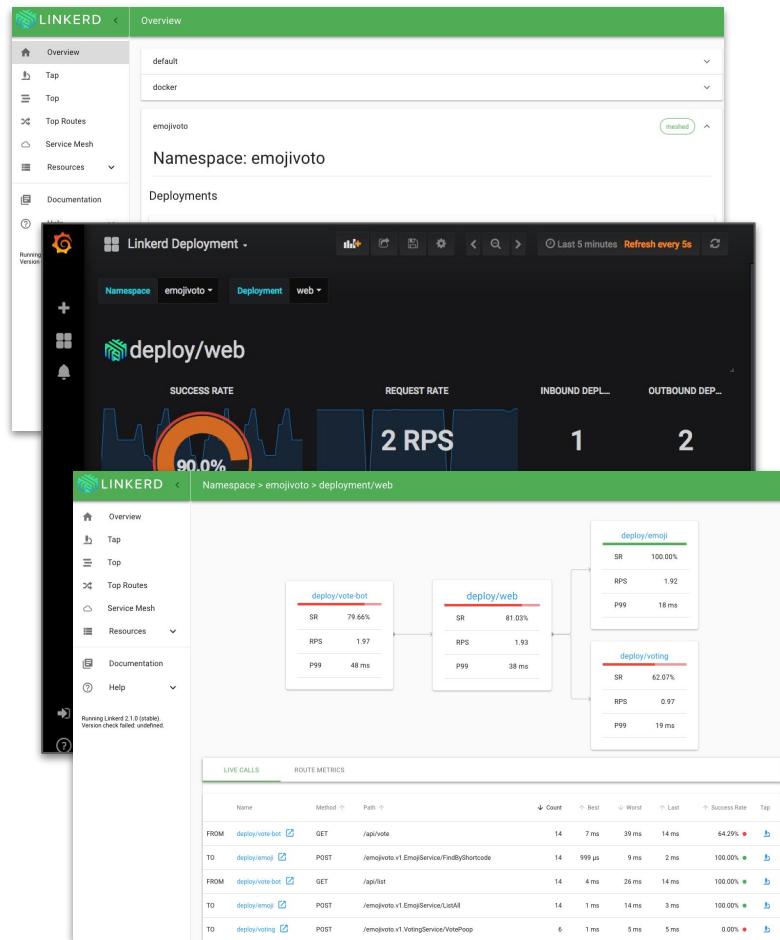 LINKERD
Overview
Overview
Tap
Top
Top Routes
Service Mesh
Resources
Documentation
Running
Version
default
docker
emojivoto
meshed
Namespace: emojivoto
Deployments
Linkerd Deployment
Last 5 minutes Refresh every 5s
Namespace emojivoto Deployment web
deploy/web
SUCCESS RATE REQUEST RATE INBOUND DEPL... OUTBOUND DEP...
90.0% 2 RPS 1 2
LINKERD
Namespace > emojivoto > deployment/web
Overview
Tap
Top
Top Routes
Service Mesh
Resources
Documentation
Help
Running Linkerd 2.1.0 (stable).
Version check failed: undefined.
deploy/vote-bot
SR 79.66%
RPS 1.97
P99 48 ms
deploy/web
SR 81.03%
RPS 1.93
P99 38 ms
deploy/emoji
SR 100.00%
RPS 1.92
P99 18 ms
deploy/voting
SR 62.07%
RPS 0.97
P99 19 ms
LIVE CALLS ROUTE METRICS
Name Method Path Count Best Worst Last Success Rate Tap
FROM deploy/vote-bot GET /api/vote 14 7 ms 39 ms 14 ms 64.29%
TO deploy/emoji POST /emojivoto.v1.EmojiService/FindByShortcode 14 999 µs 9 ms 2 ms 100.00%
FROM deploy/vote-bot GET /api/list 14 4 ms 26 ms 14 ms 100.00%
TO deploy/emoji POST /emojivoto.v1.EmojiService/ListAll 14 1 ms 14 ms 3 ms 100.00%
TO deploy/voting POST /emojivoto.v1.VotingService/VotePoop 6 1 ms 5 ms 5 ms 0.00%